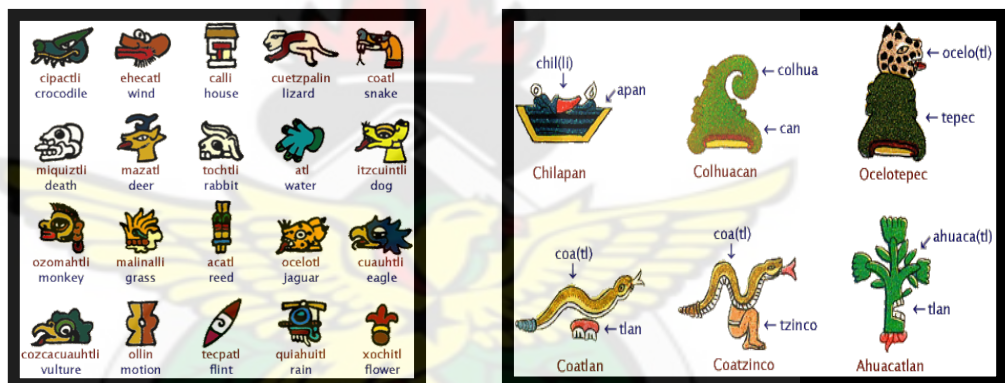 cipactli ehecatl calli cuetzpalin coatl
crocodile wind house lizard snake
miquiztli mazatl tochtli atl itzcuintli
death deer rabbit water dog
ozomahtli malinalli acatl ocelotl cuauhtli
monkey grass reed jaguar eagle
cozcacuauhtli ollin tecpatl quiahuitl xochitl
vulture motion flint rain flower
chil(li)
apan
Chilapan
colhua
can
Colhuacan
ocelo(tl)
tepec
Ocelotepec
coa(tl)
tlan
Coatlan
coa(tl)
tzinco
Coatzinco
ahuaca(tl)
tlan
Ahuacatlan